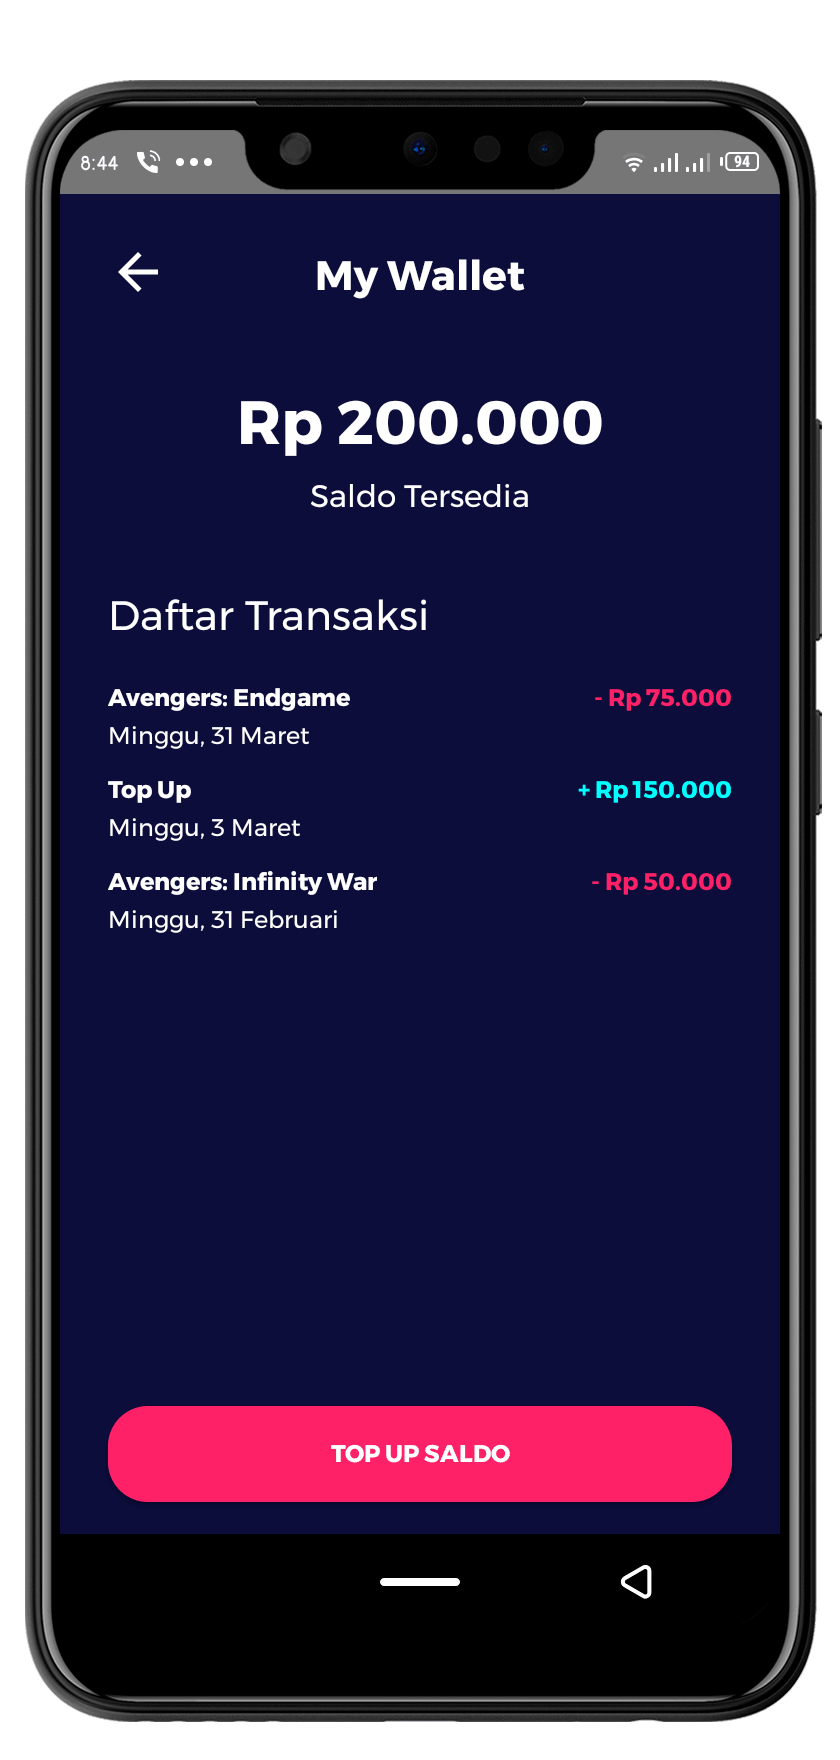 8:44
94
My Wallet
Rp 200.000
Saldo Tersedia
Daftar Transaksi
Avengers: Endgame - Rp 75.000
Minggu, 31 Maret
Top Up + Rp 150.000
Minggu, 3 Maret
Avengers: Infinity War - Rp 50.000
Minggu, 31 Februari
TOP UP SALDO